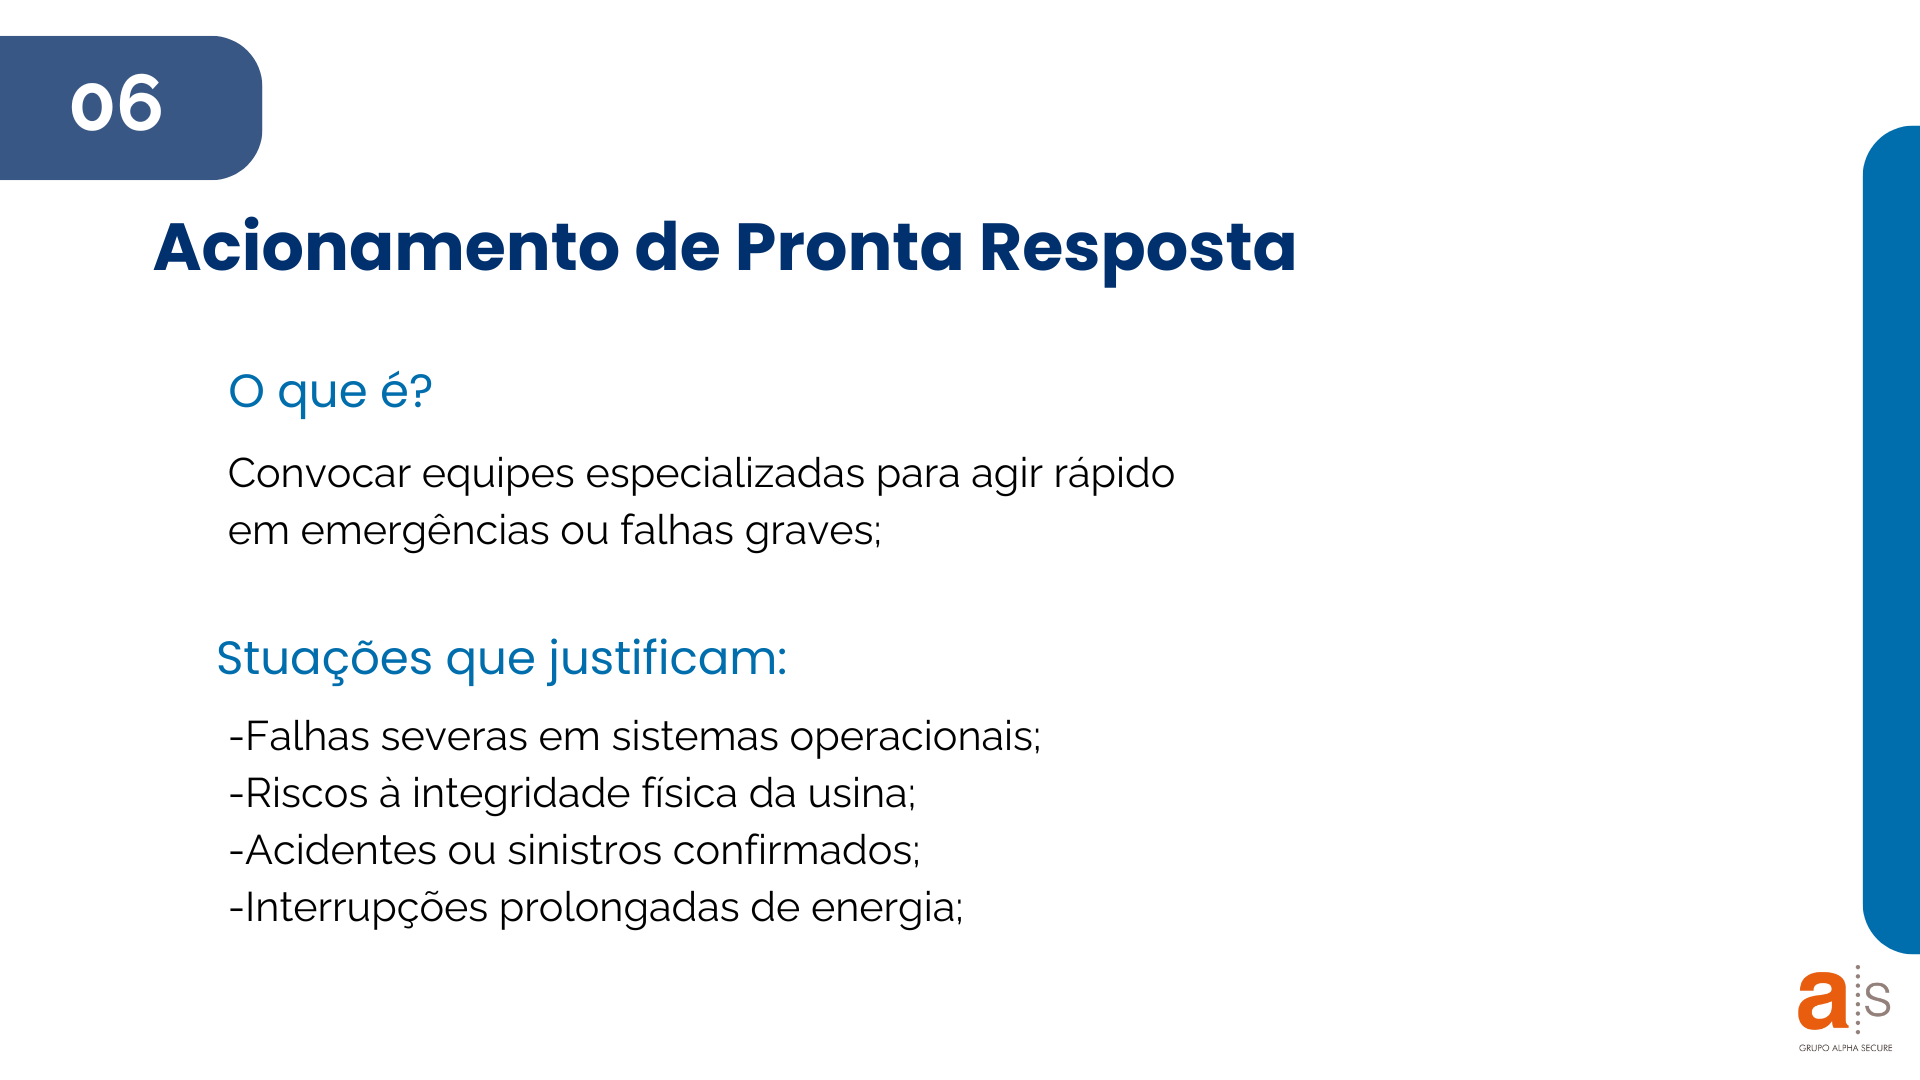 06
Acionamento de Pronta Resposta
O que é?
Convocar equipes especializadas para agir rápido
em emergências ou falhas graves;
Stuações que justificam:
-Falhas severas em sistemas operacionais;
-Riscos à integridade física da usina;
-Acidentes ou sinistros confirmados;
-Interrupções prolongadas de energia;
a s
GRUPO ALPHA SECURE